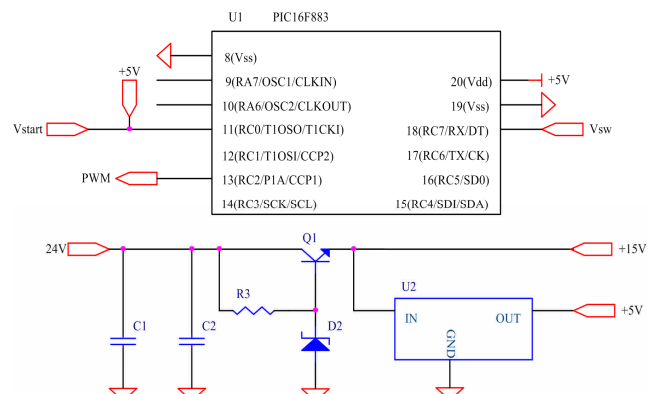 U1 PIC16F883
8(Vss)
+5V
9(RA7/OSC1/CLKIN)
20(Vdd)
+5V
10(RA6/OSC2/CLKOUT)
19(Vss)
Vstart
11(RC0/T1OSO/T1CKI)
18(RC7/RX/DT)
Vsw
12(RC1/T1OSI/CCP2)
17(RC6/TX/CK)
PWM
13(RC2/P1A/CCP1)
16(RC5/SD0)
14(RC3/SCK/SCL)
15(RC4/SDI/SDA)
24V
Q1
+15V
R3
U2
C1
C2
D2
IN
OUT
+5V
GND